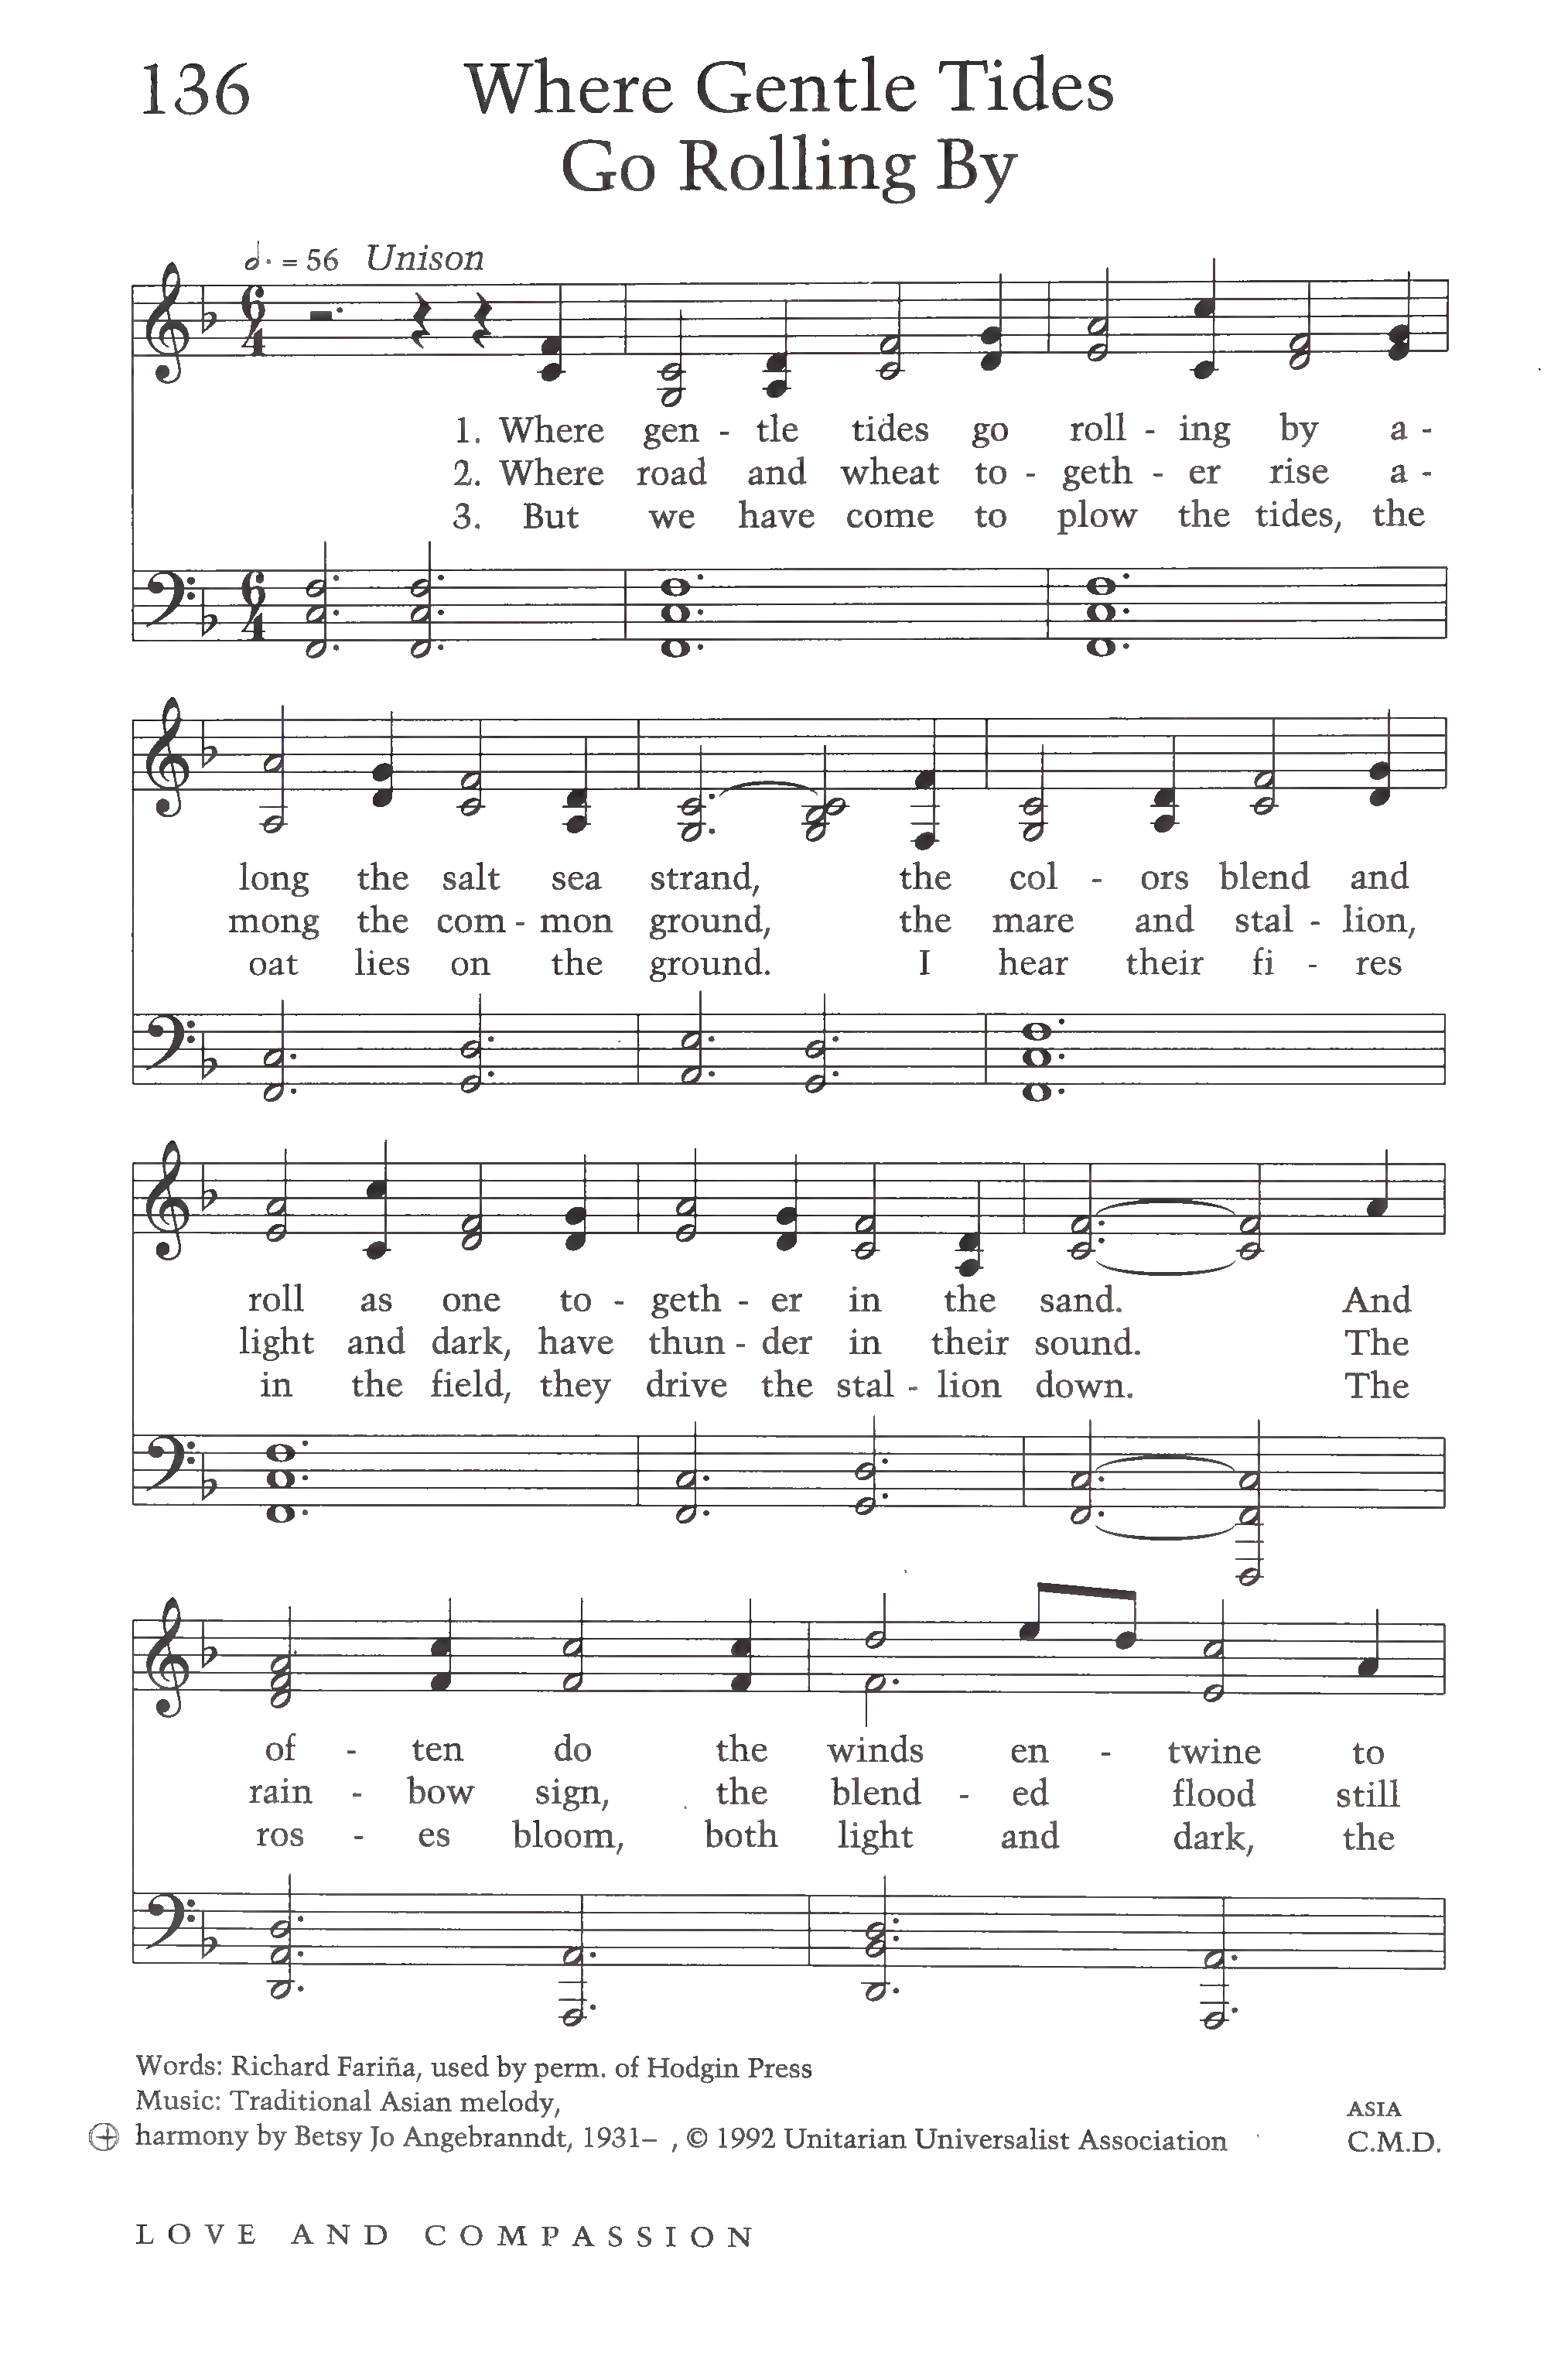 136 Where Gentle Tides
Go Rolling By
= 56 Unison
1. Where gen - tle tides go roll - ing by a -
2. Where road and wheat to - geth - er rise a -
3. But we have come to plow the tides, the
long the salt sea strand, the col - ors blend and
mong the com - mon ground, the mare and stal - lion,
oat lies on the ground. I hear their fi - res
roll as one to - geth - er in the sand. And
light and dark, have thun - der in their sound. The
in the field, they drive the stal - lion down. The
of - ten do the winds en - twine to
rain - bow sign, the blend - ed flood still
ros - es bloom, both light and dark, the
Words: Richard Fariña, used by perm. of Hodgin Press
Music: Traditional Asian melody,
harmony by Betsy Jo Angebranndt, 1931– , © 1992 Unitarian Universalist Association
ASIA
C.M.D.
LOVE AND COMPASSION